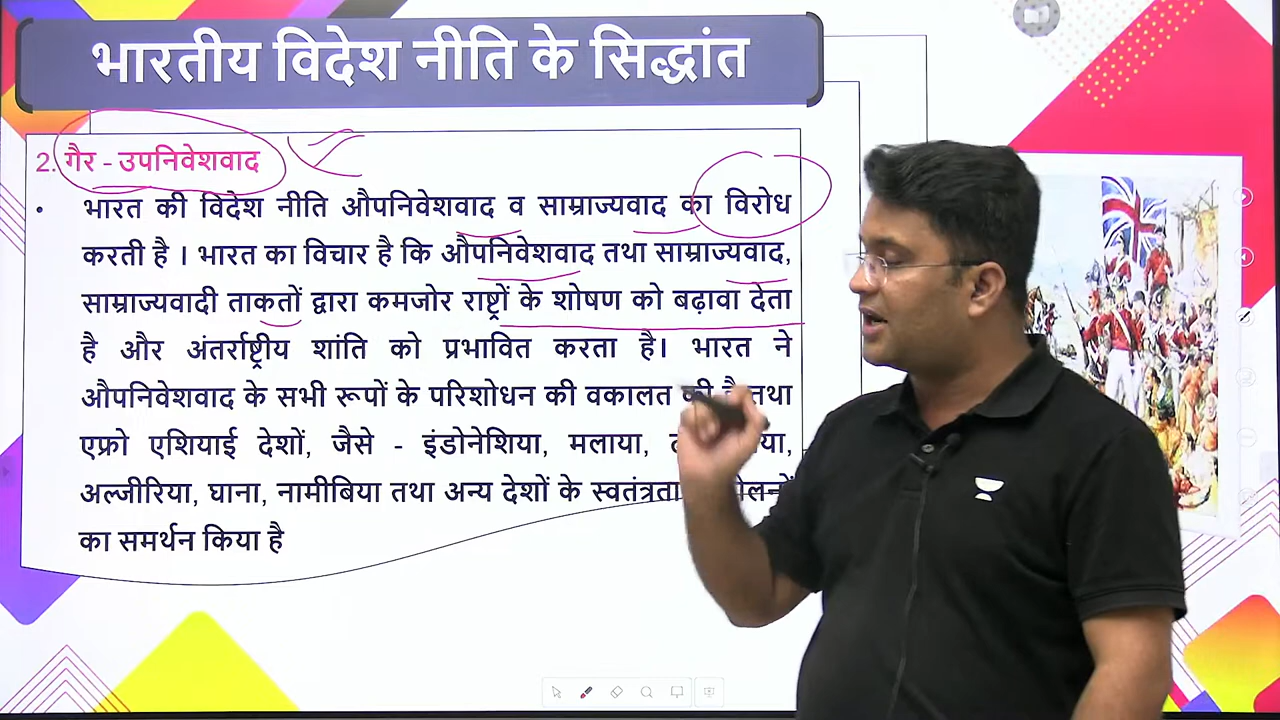 भारतीय विदेश नीति के सिद्धांत
2. गैर - उपनिवेशवाद
• भारत की विदेश नीति औपनिवेशवाद व साम्राज्यवाद का विरोध
करती है । भारत का विचार है कि औपनिवेशवाद तथा साम्राज्यवाद,
साम्राज्यवादी ताकतों द्वारा कमजोर राष्ट्रों के शोषण को बढ़ावा देता
है और अंतर्राष्ट्रीय शांति को प्रभावित करता है। भारत ने
औपनिवेशवाद के सभी रूपों के परिशोधन की वकालत की है तथा
एफ्रो एशियाई देशों, जैसे - इंडोनेशिया, मलाया,
अल्जीरिया, घाना, नामीबिया तथा अन्य देशों के स्वतंत्रता
का समर्थन किया है